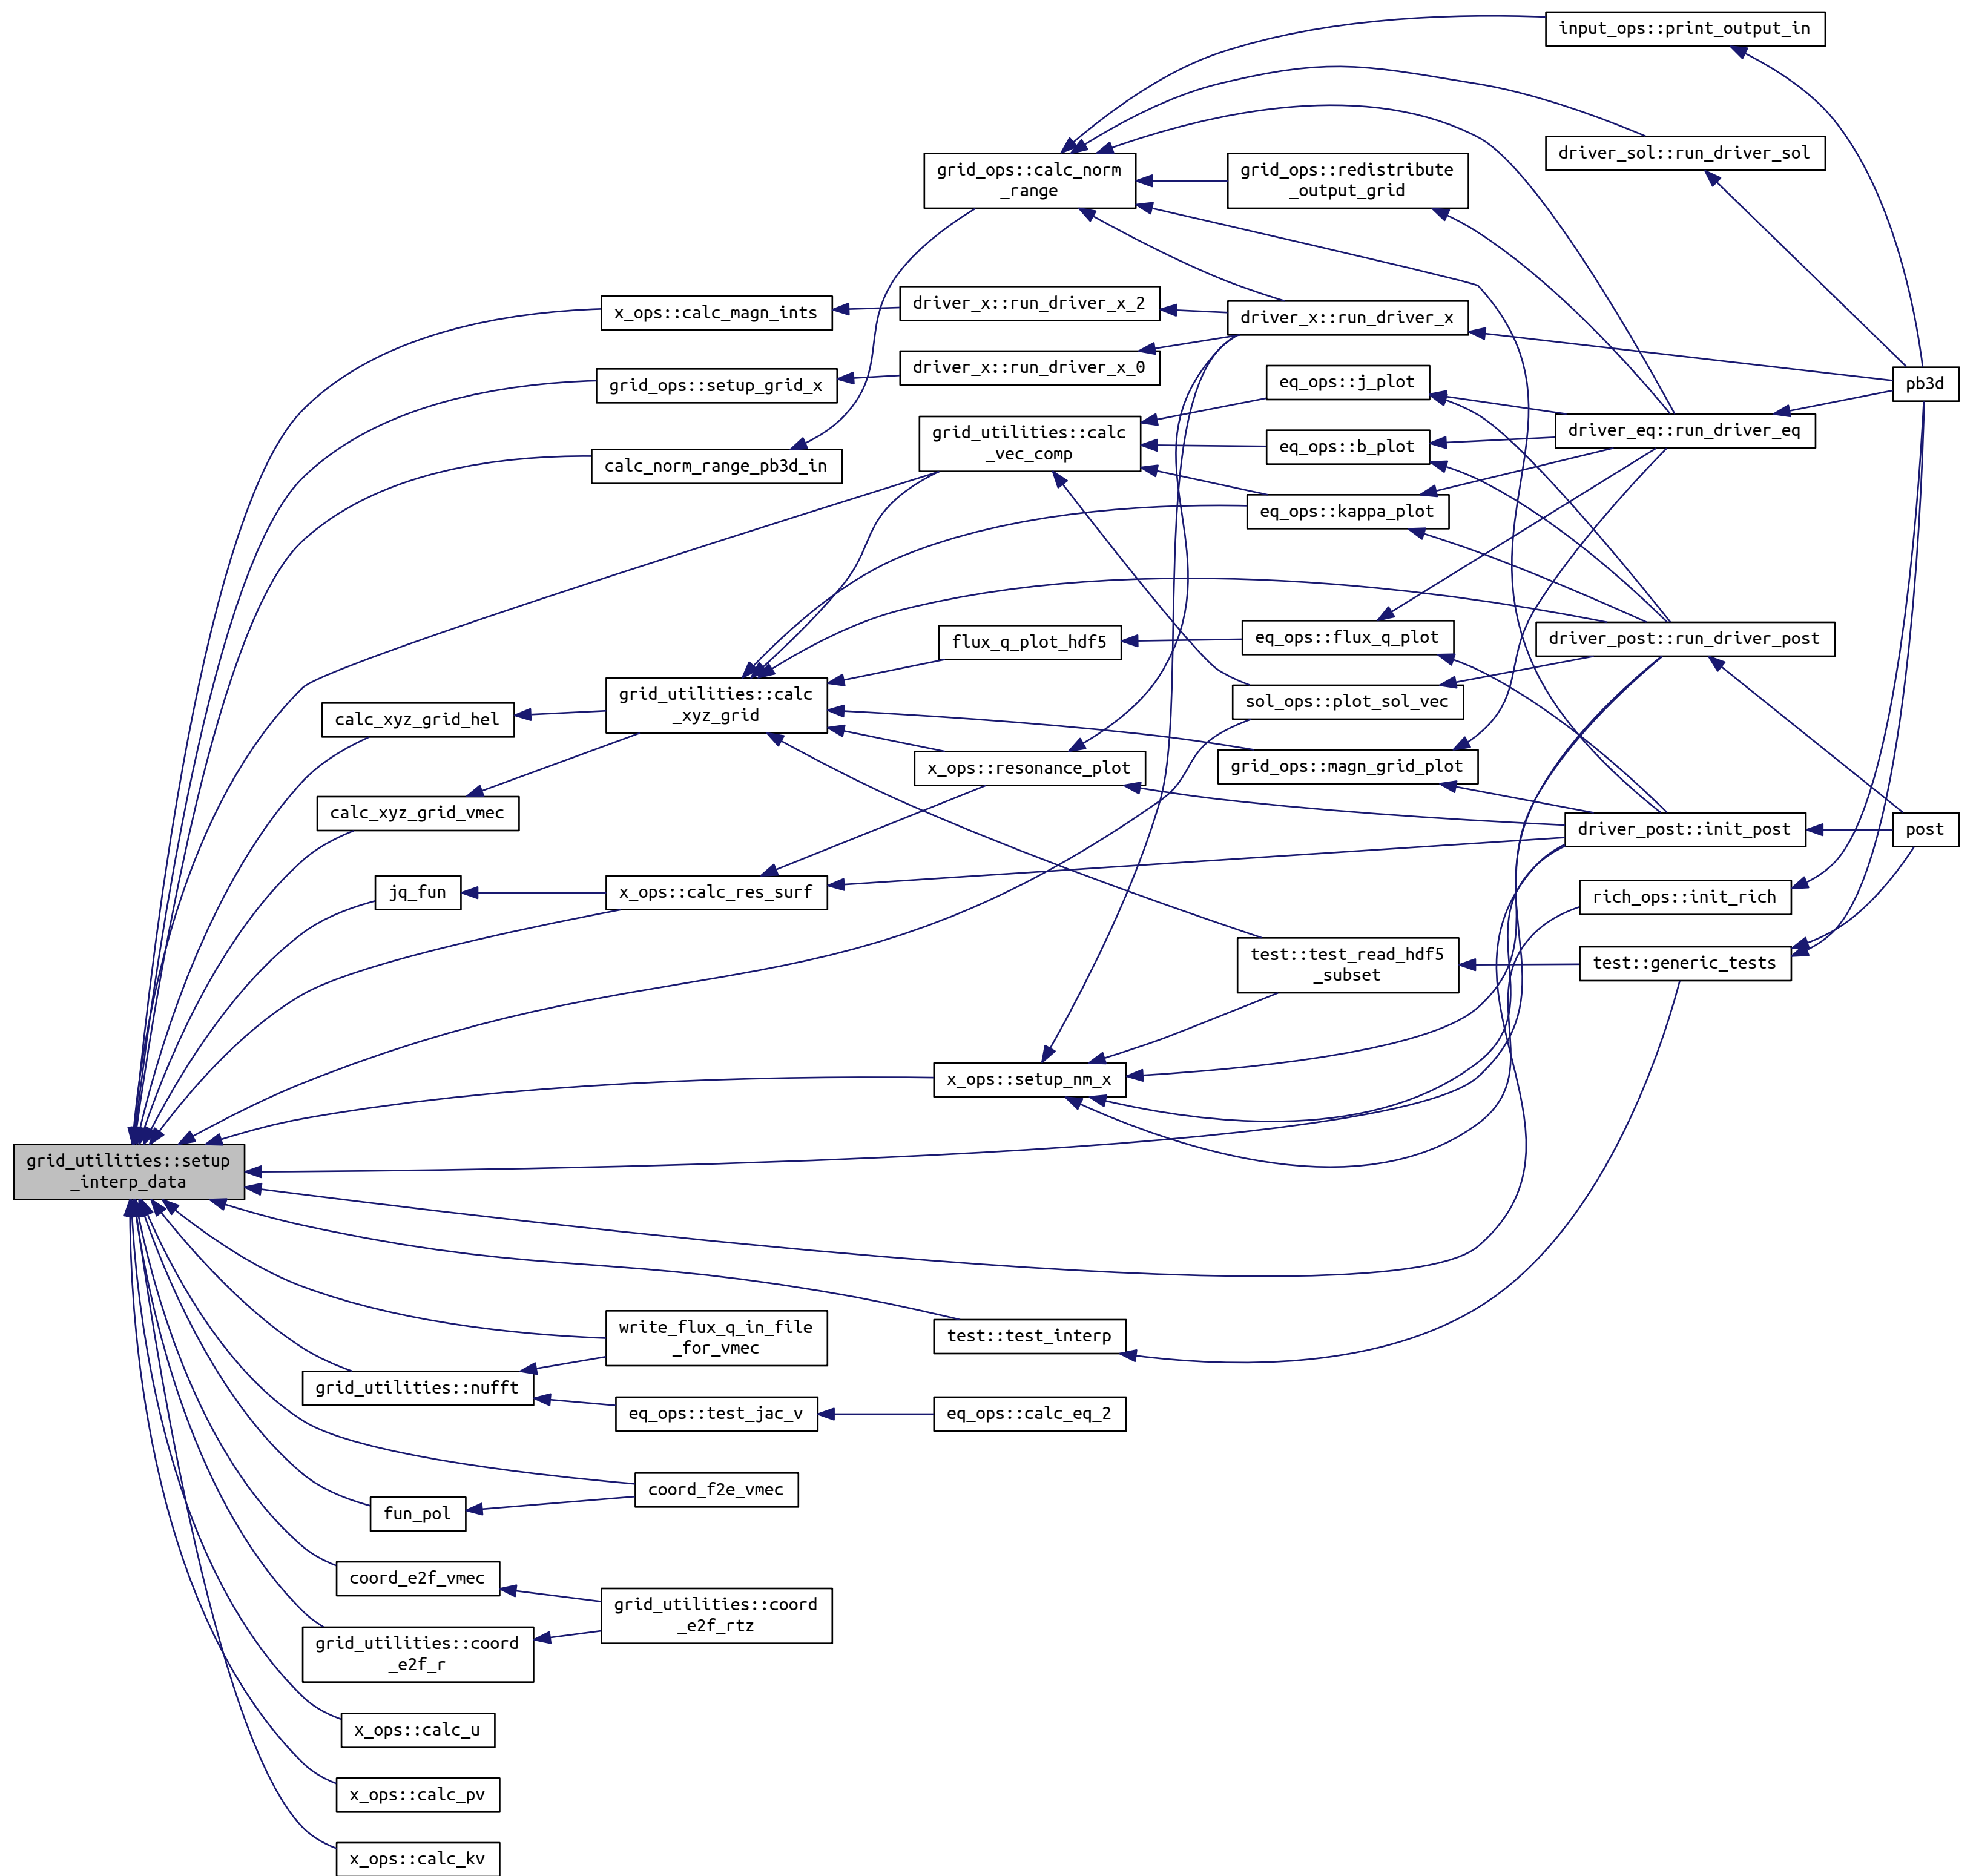 input_ops::print_output_in
driver_sol::run_driver_sol
grid_ops::calc_norm
_range
grid_ops::redistribute
_output_grid
x_ops::calc_magn_ints
driver_x::run_driver_x_2
driver_x::run_driver_x
grid_ops::setup_grid_x
driver_x::run_driver_x_0
eq_ops::j_plot
pb3d
calc_norm_range_pb3d_in
grid_utilities::calc
_vec_comp
eq_ops::b_plot
driver_eq::run_driver_eq
eq_ops::kappa_plot
flux_q_plot_hdf5
eq_ops::flux_q_plot
driver_post::run_driver_post
calc_xyz_grid_hel
grid_utilities::calc
_xyz_grid
sol_ops::plot_sol_vec
x_ops::resonance_plot
grid_ops::magn_grid_plot
calc_xyz_grid_vmec
driver_post::init_post
post
jq_fun
x_ops::calc_res_surf
rich_ops::init_rich
test::test_read_hdf5
_subset
test::generic_tests
x_ops::setup_nm_x
grid_utilities::setup
_interp_data
write_flux_q_in_file
_for_vmec
test::test_interp
grid_utilities::nufft
eq_ops::test_jac_v
eq_ops::calc_eq_2
coord_f2e_vmec
fun_pol
coord_e2f_vmec
grid_utilities::coord
_e2f_rtz
grid_utilities::coord
_e2f_r
x_ops::calc_u
x_ops::calc_pv
x_ops::calc_kv